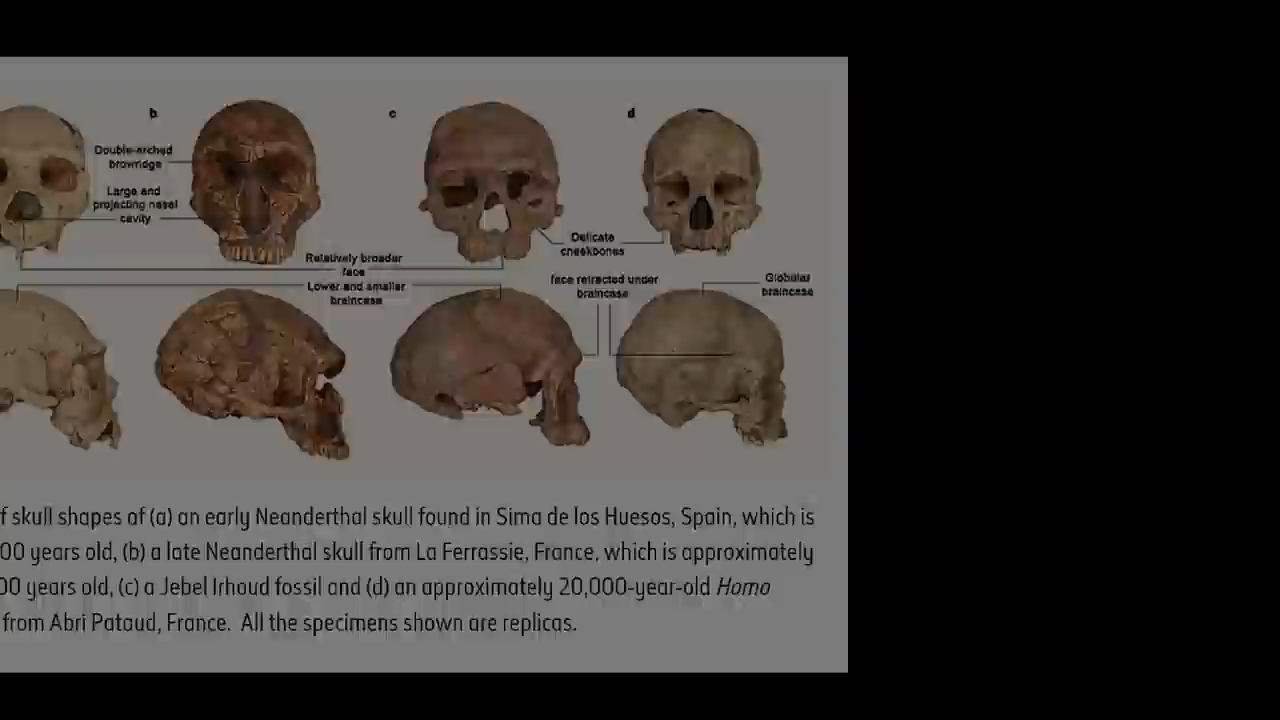 b
c
d
Double-arched
browridge
Large and
projecting nasal
cavity
Delicate
cheekbones
Relatively broader
face
Lower and smaller
braincase
face retracted under
braincase
Globular
braincase
f skull shapes of (a) an early Neanderthal skull found in Sima de los Huesos, Spain, which is
00 years old, (b) a late Neanderthal skull from La Ferrassie, France, which is approximately
00 years old, (c) a Jebel Irhoud fossil and (d) an approximately 20,000-year-old Homo
from Abri Pataud, France. All the specimens shown are replicas.